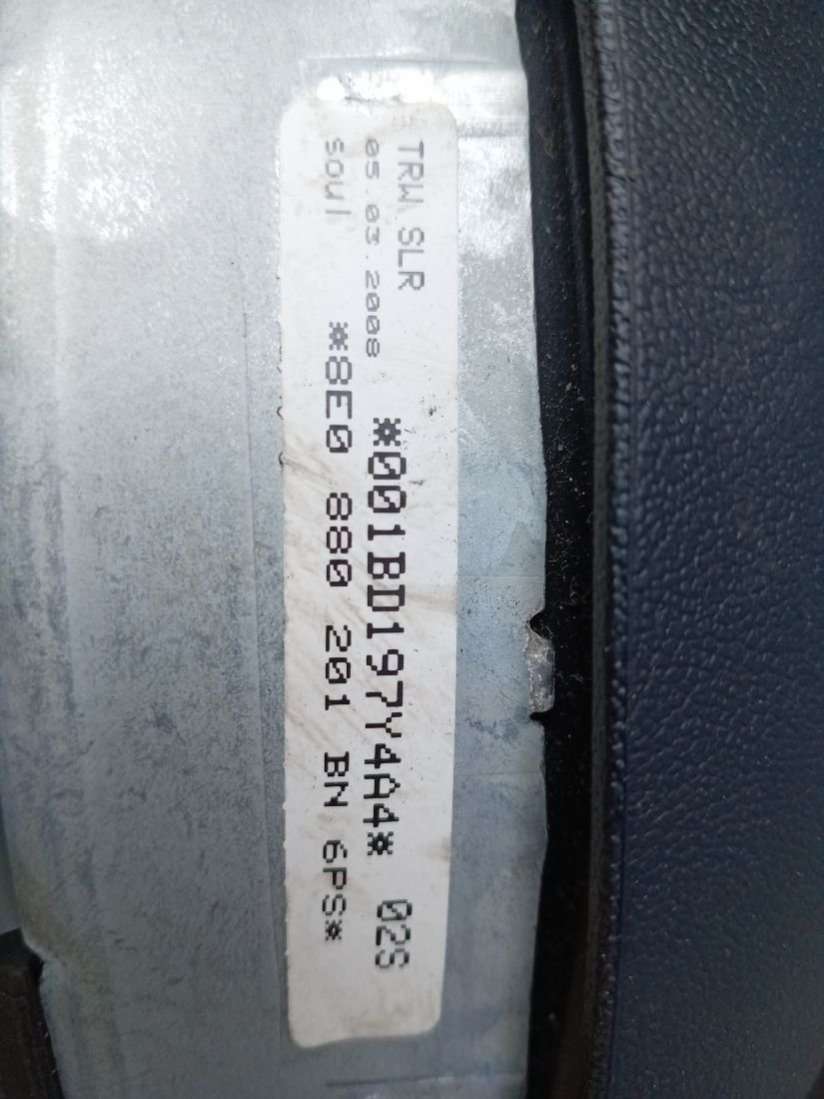 TRW SLR
05.03.2008 *001BD197Y4A4* 02S
soul *8E0 880 201 BN 6PS*